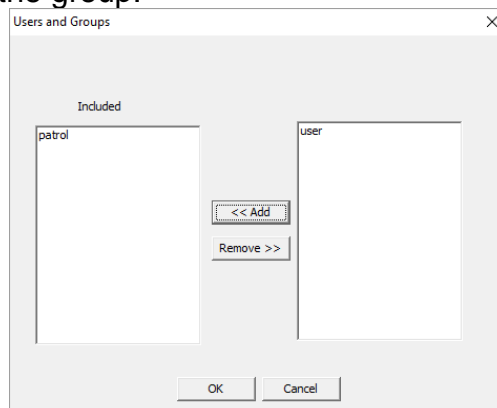 the group.
Users and Groups
Included
patrol
user
<< Add
Remove >>
OK Cancel